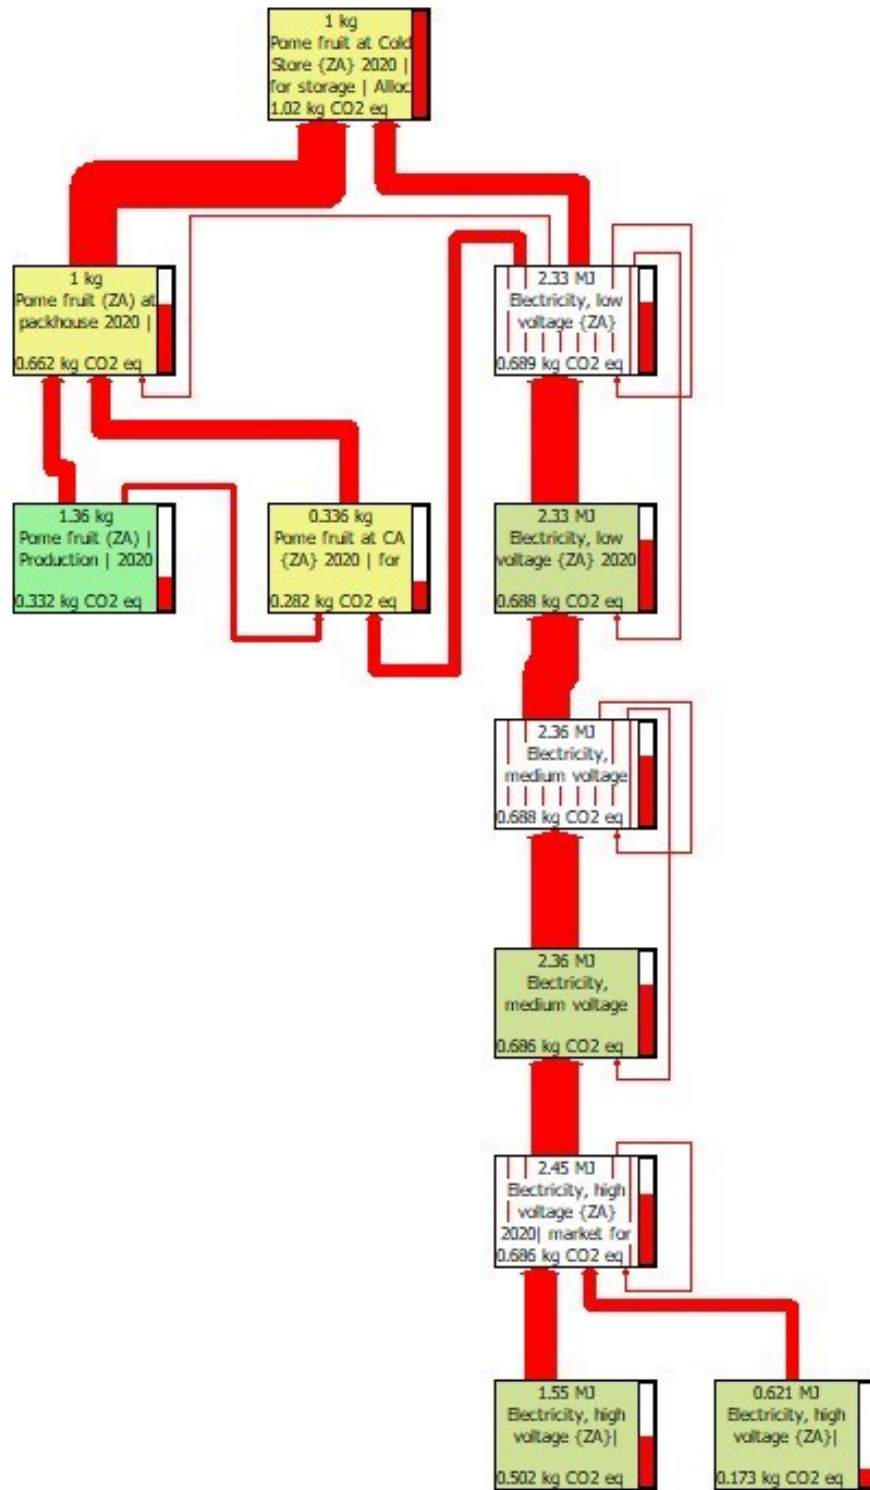 1 kg
Pome fruit at Cold
Store {ZA} 2020 |
for storage | Alloc
1.02 kg CO2 eq
1 kg
Pome fruit (ZA) at
packhouse 2020 |
0.662 kg CO2 eq
2.33 MJ
Electricity, low
voltage {ZA}
0.689 kg CO2 eq
1.36 kg
Pome fruit (ZA) |
Production | 2020
0.332 kg CO2 eq
0.336 kg
Pome fruit at CA
{ZA} 2020 | for
0.282 kg CO2 eq
2.33 MJ
Electricity, low
voltage {ZA} 2020
0.688 kg CO2 eq
2.36 MJ
Electricity,
medium voltage
0.688 kg CO2 eq
2.36 MJ
Electricity,
medium voltage
0.686 kg CO2 eq
2.45 MJ
Electricity, high
voltage {ZA}
2020| market for
0.686 kg CO2 eq
1.55 MJ
Electricity, high
voltage {ZA}|
0.502 kg CO2 eq
0.621 MJ
Electricity, high
voltage {ZA}|
0.173 kg CO2 eq